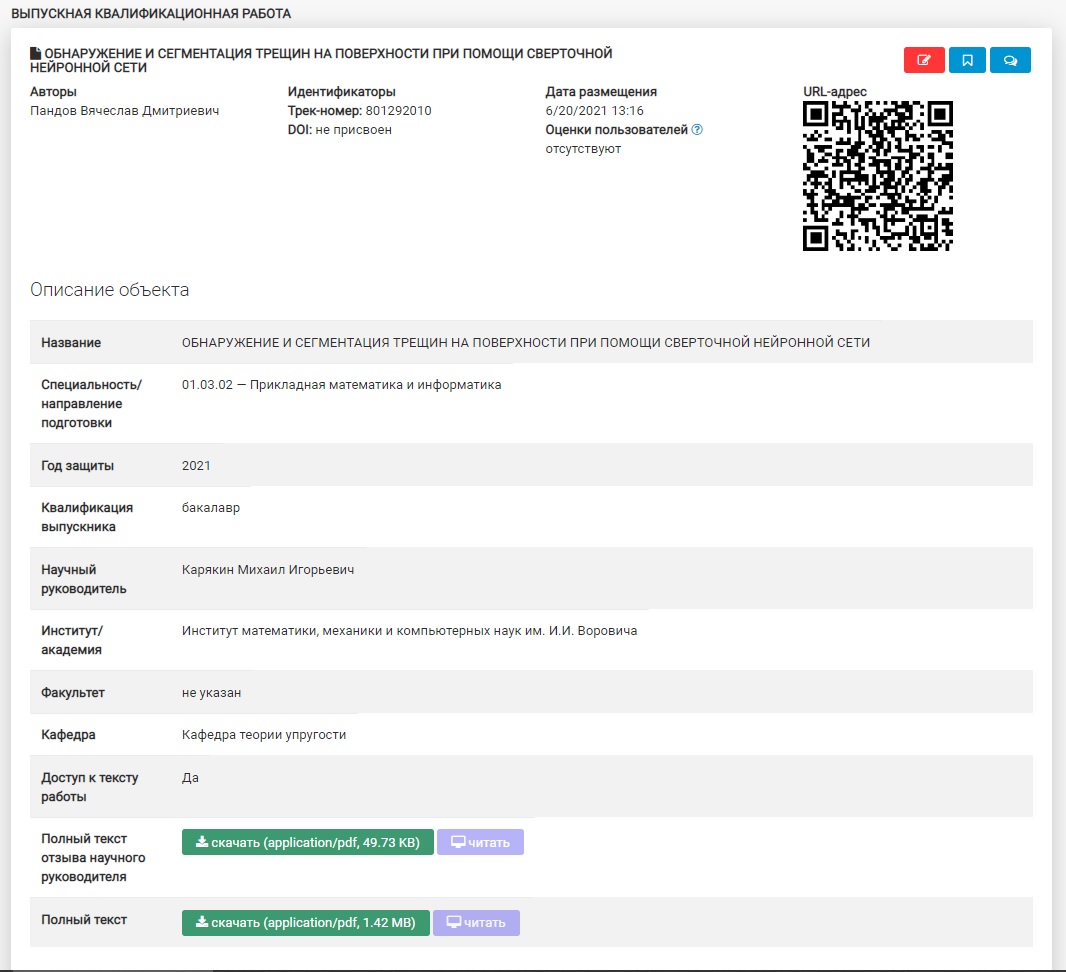 ВЫПУСКНАЯ КВАЛИФИКАЦИОННАЯ РАБОТА
ОБНАРУЖЕНИЕ И СЕГМЕНТАЦИЯ ТРЕЩИН НА ПОВЕРХНОСТИ ПРИ ПОМОЩИ СВЕРТОЧНОЙ
НЕЙРОННОЙ СЕТИ
Авторы
Пандов Вячеслав Дмитриевич
Идентификаторы
Трек-номер: 801292010
DOI: не присвоен
Дата размещения
6/20/2021 13:16
Оценки пользователей ?
отсутствуют
URL-адрес
Описание объекта
Название
ОБНАРУЖЕНИЕ И СЕГМЕНТАЦИЯ ТРЕЩИН НА ПОВЕРХНОСТИ ПРИ ПОМОЩИ СВЕРТОЧНОЙ НЕЙРОННОЙ СЕТИ
Специальность/
направление
подготовки
01.03.02 — Прикладная математика и информатика
Год защиты
2021
Квалификация
выпускника
бакалавр
Научный
руководитель
Карякин Михаил Игорьевич
Институт/
академия
Институт математики, механики и компьютерных наук им. И.И. Воровича
Факультет
не указан
Кафедра
Кафедра теории упругости
Доступ к тексту
работы
Да
Полный текст
отзыва научного
руководителя
скачать (application/pdf, 49.73 KB)
читать
Полный текст
скачать (application/pdf, 1.42 MB)
читать